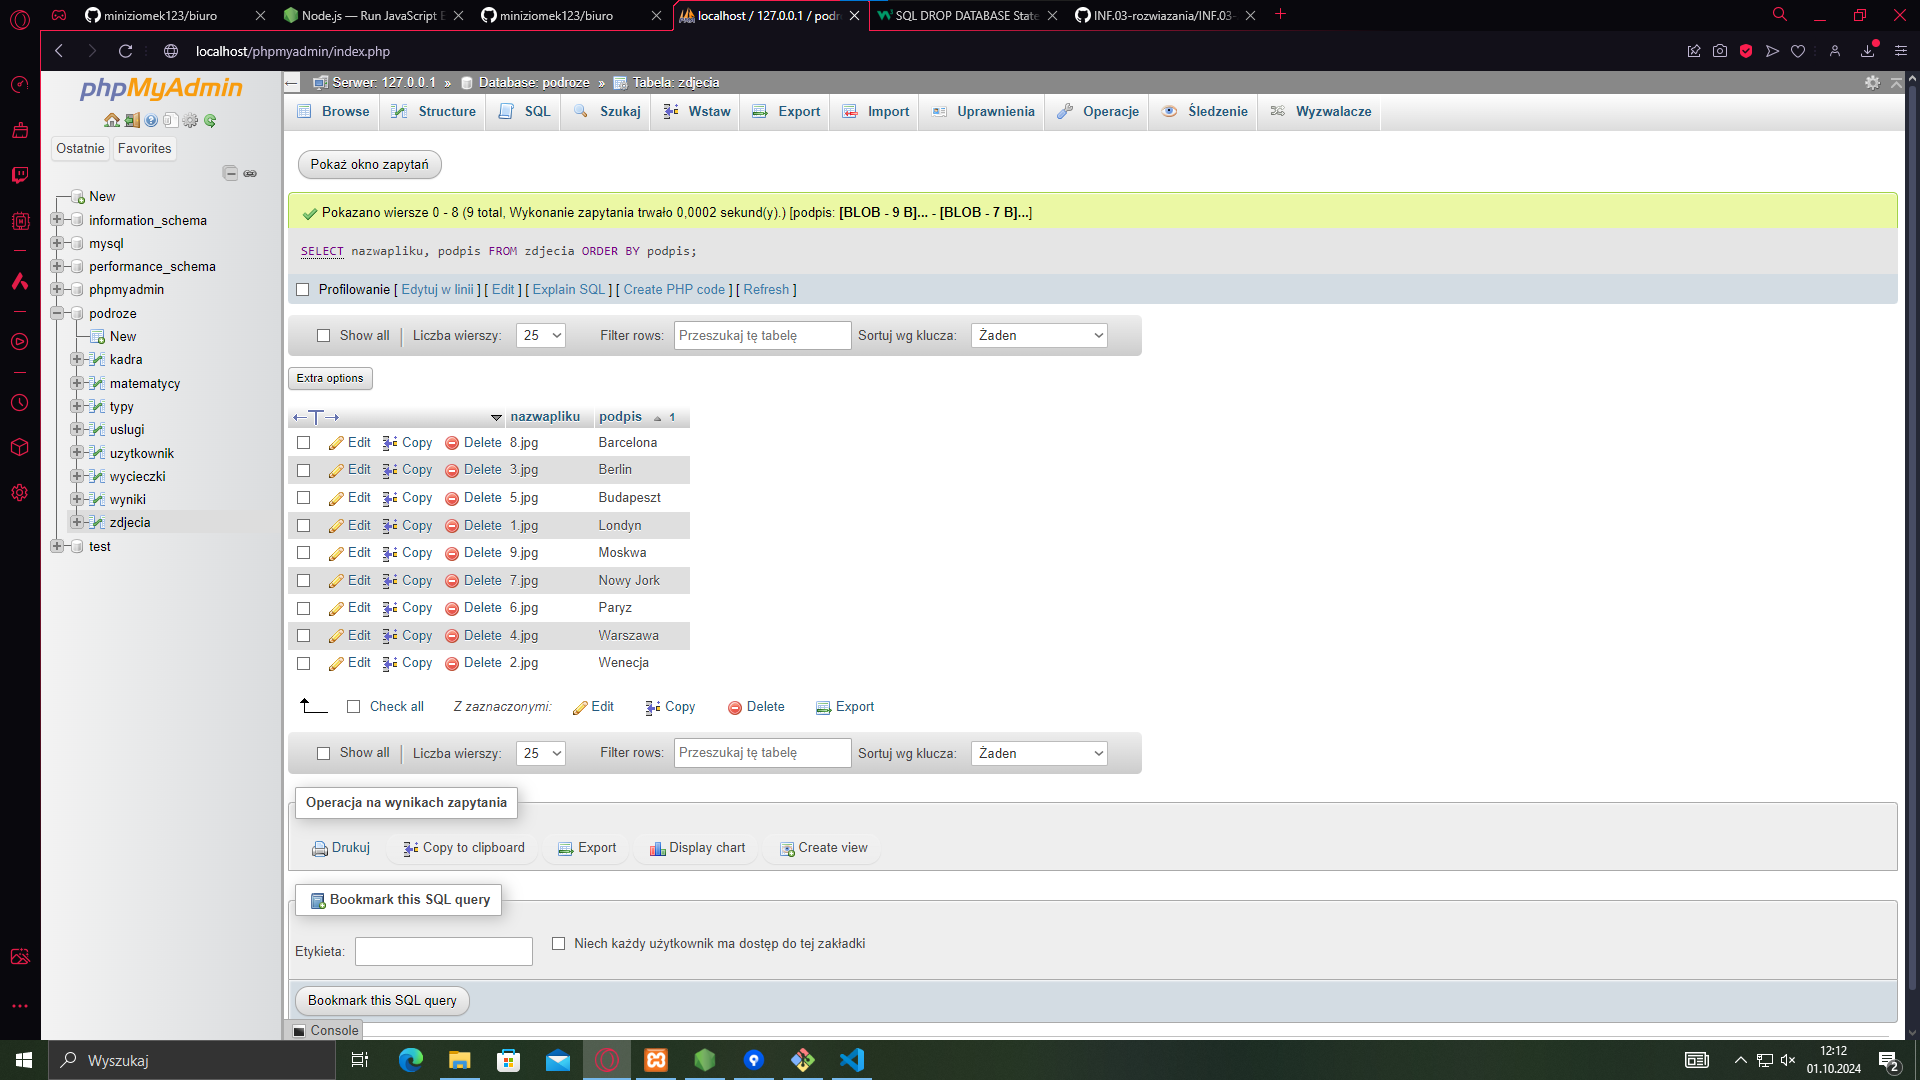 miniziomek123/biuro
Node.js — Run JavaScript E
miniziomek123/biuro
localhost / 127.0.0.1 / podro
SQL DROP DATABASE State
INF.03-rozwiazania/INF.03-
localhost/phpmyadmin/index.php
phpMyAdmin
Ostatnie
Favorites
New
information_schema
mysql
performance_schema
phpmyadmin
podroze
New
kadra
matematycy
typy
uslugi
uzytkownik
wycieczki
wyniki
zdjecia
test
Serwer: 127.0.0.1 » Database: podroze » Tabela: zdjecia
Browse Structure SQL Szukaj Wstaw Export Import Uprawnienia Operacje Śledzenie Wyzwalacze
Pokaż okno zapytań
Pokazano wiersze 0 - 8 (9 total, Wykonanie zapytania trwało 0,0002 sekund(y).) [podpis: [BLOB - 9 B]... - [BLOB - 7 B]...]
SELECT nazwapliku, podpis FROM zdjecia ORDER BY podpis;
Profilowanie [ Edytuj w linii ] [ Edit ] [ Explain SQL ] [ Create PHP code ] [ Refresh ]
Show all Liczba wierszy: 25 Filter rows: Przeszukaj tę tabelę Sortuj wg klucza: Żaden
Extra options
nazwapliku podpis 1
Edit Copy Delete 8.jpg Barcelona
Edit Copy Delete 3.jpg Berlin
Edit Copy Delete 5.jpg Budapeszt
Edit Copy Delete 1.jpg Londyn
Edit Copy Delete 9.jpg Moskwa
Edit Copy Delete 7.jpg Nowy Jork
Edit Copy Delete 6.jpg Paryz
Edit Copy Delete 4.jpg Warszawa
Edit Copy Delete 2.jpg Wenecja
Check all Z zaznaczonymi: Edit Copy Delete Export
Show all Liczba wierszy: 25 Filter rows: Przeszukaj tę tabelę Sortuj wg klucza: Żaden
Operacja na wynikach zapytania
Drukuj Copy to clipboard Export Display chart Create view
Bookmark this SQL query
Etykieta: Niech każdy użytkownik ma dostęp do tej zakładki
Bookmark this SQL query
Console
Wyszukaj
12:12
01.10.2024
2